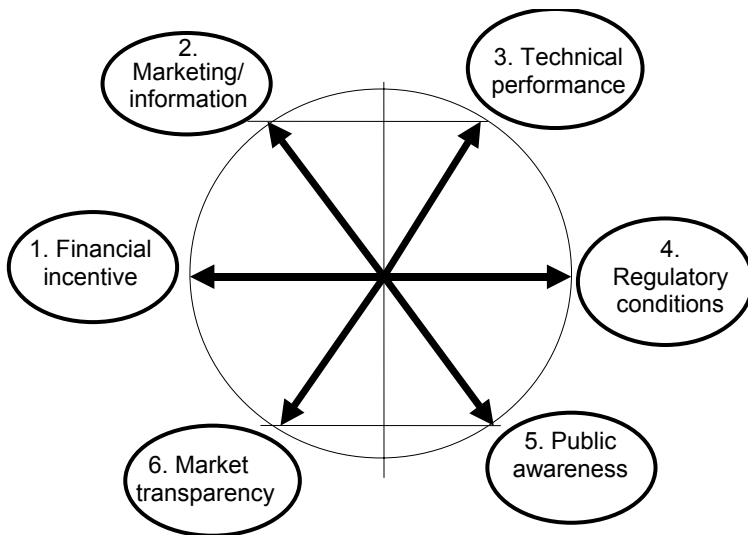 1. Financial
incentive
2.
Marketing/
information
3. Technical
performance
4.
Regulatory
conditions
5. Public
awareness
6. Market
transparency